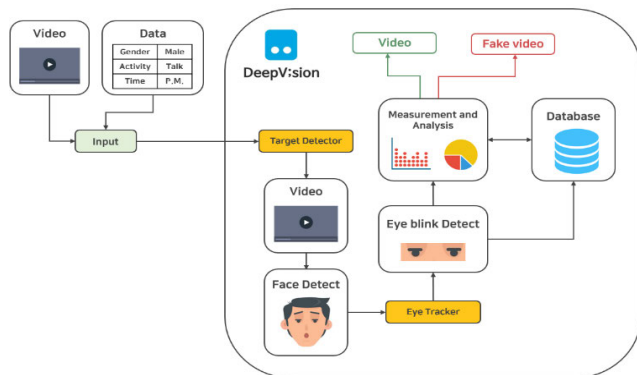 Video
Data
Gender Male
Activity Talk
Time P.M.
Input
DeepV:sion
Video
Fake video
Target Detector
Measurement and
Analysis
Database
Video
Eye blink Detect
Face Detect
Eye Tracker